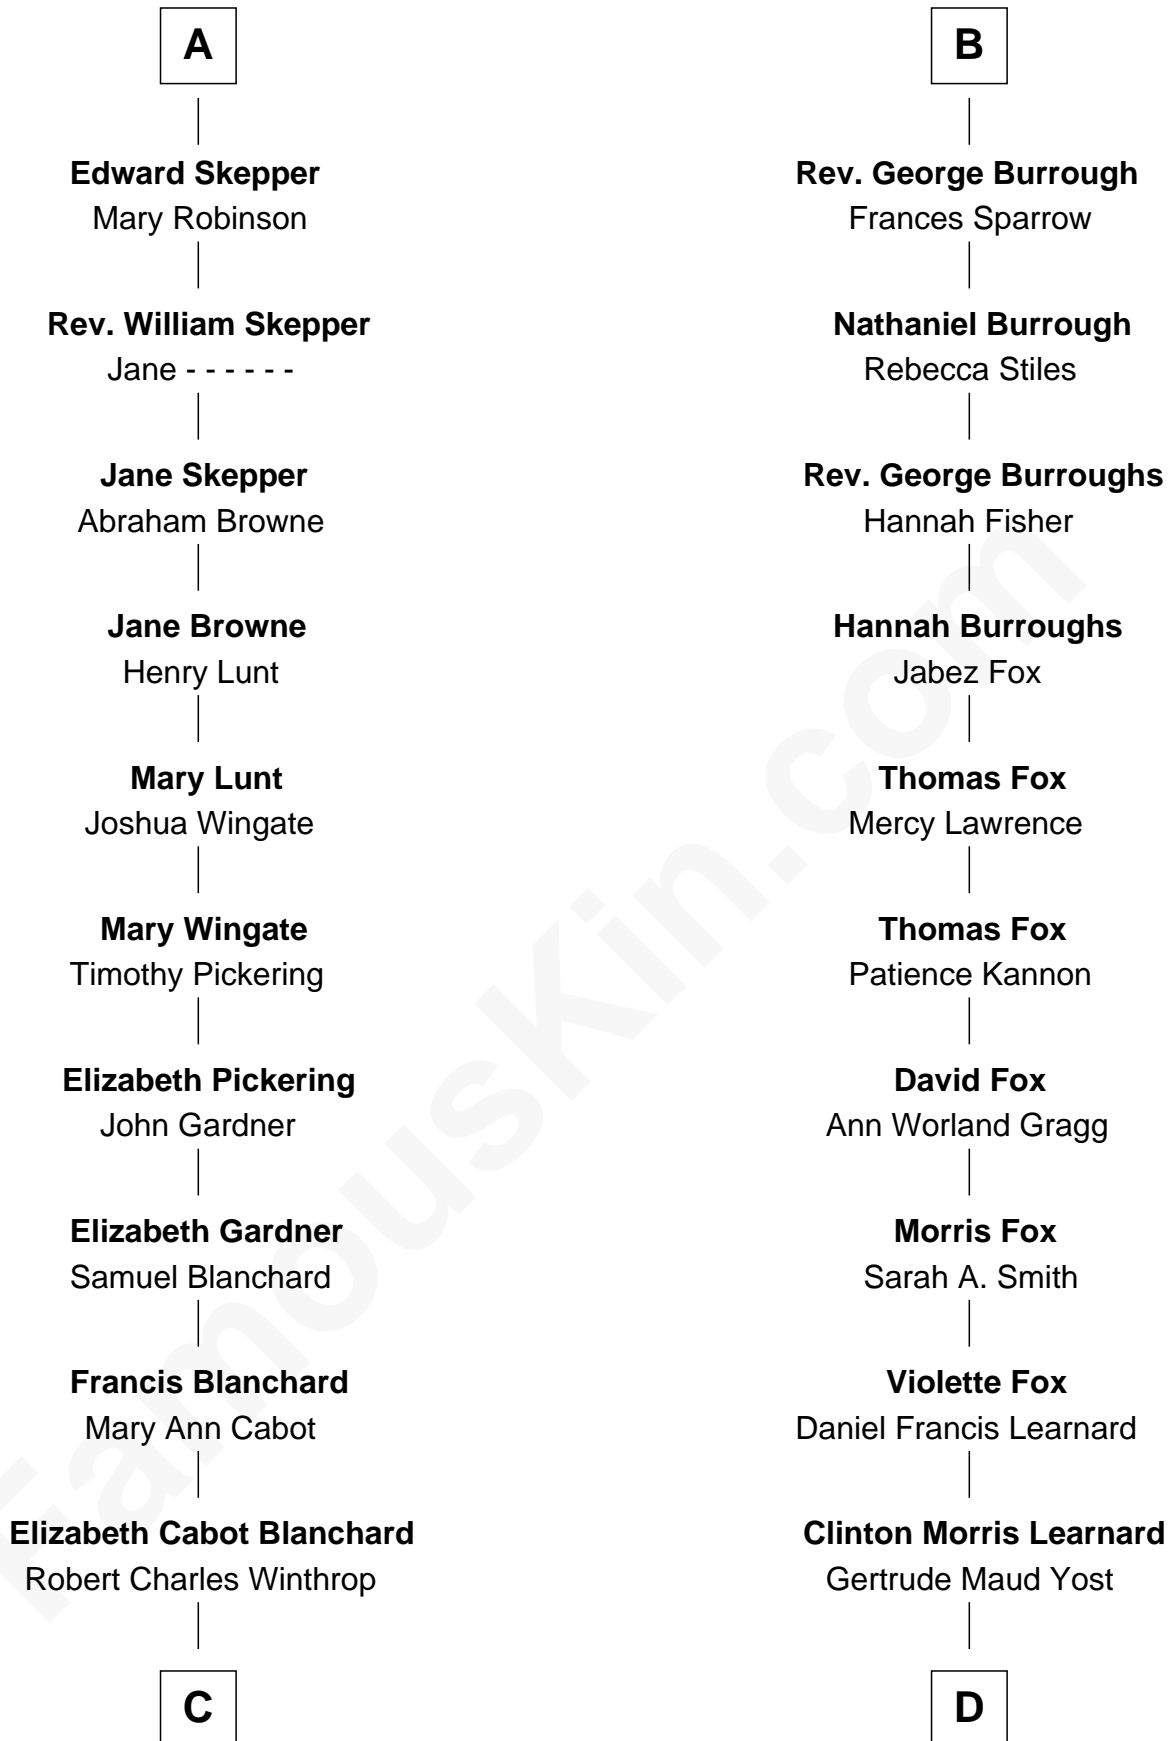 A
Edward Skepper
Mary Robinson
Rev. William Skepper
Jane - - - - - -
Jane Skepper
Abraham Browne
Jane Browne
Henry Lunt
Mary Lunt
Joshua Wingate
Mary Wingate
Timothy Pickering
Elizabeth Pickering
John Gardner
Elizabeth Gardner
Samuel Blanchard
Francis Blanchard
Mary Ann Cabot
Elizabeth Cabot Blanchard
Robert Charles Winthrop
C
B
Rev. George Burrough
Frances Sparrow
Nathaniel Burrough
Rebecca Stiles
Rev. George Burroughs
Hannah Fisher
Hannah Burroughs
Jabez Fox
Thomas Fox
Mercy Lawrence
Thomas Fox
Patience Kannon
David Fox
Ann Worland Gragg
Morris Fox
Sarah A. Smith
Violette Fox
Daniel Francis Learnard
Clinton Morris Learnard
Gertrude Maud Yost
D
FamousKin.com